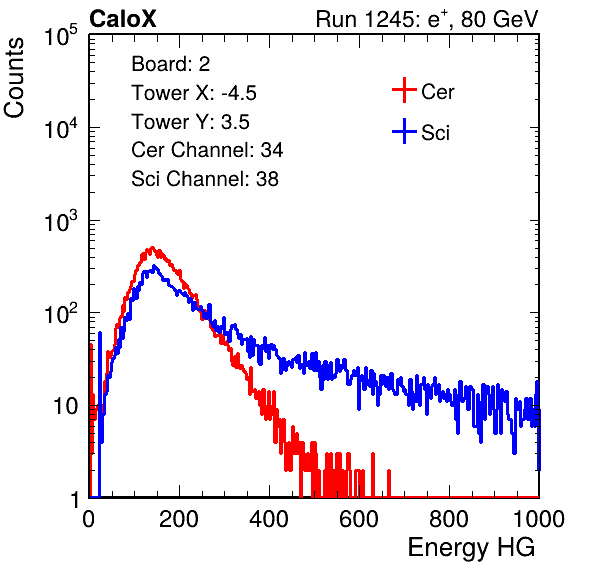 CaloX Run 1245: e⁺, 80 GeV
Counts
10⁵
10⁴
10³
10²
10
1
Board: 2
Tower X: -4.5
Tower Y: 3.5
Cer Channel: 34
Sci Channel: 38
Cer
Sci
0 200 400 600 800 1000
Energy HG